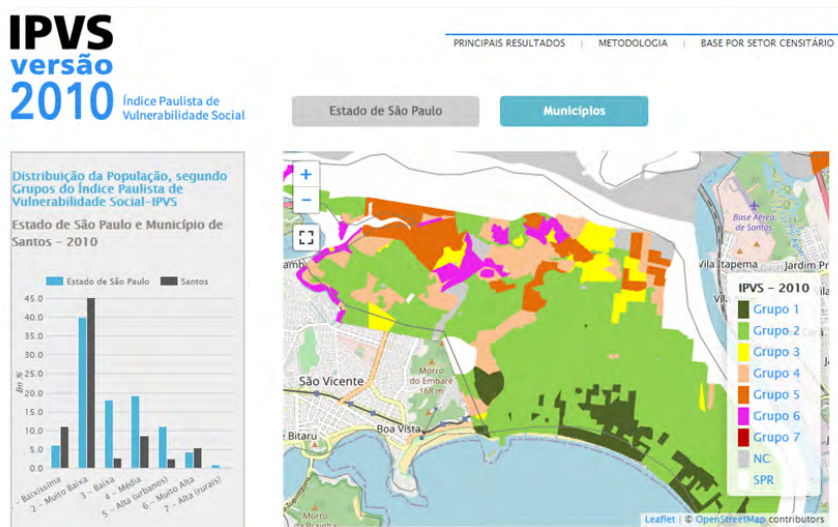 IPVS
versão
2010 Índice Paulista de
Vulnerabilidade Social
PRINCIPAIS RESULTADOS | METODOLOGIA | BASE POR SETOR CENSITÁRIO
Estado de São Paulo
Municípios
Distribuição da População, segundo
Grupos do Índice Paulista de
Vulnerabilidade Social-IPVS
Estado de São Paulo e Município de
Santos - 2010
Estado de São Paulo Santos
Em %
45.0
40.0
35.0
30.0
25.0
20.0
15.0
10.0
5.0
0.0
- Baixíssima
2 - Muito Baixa
3 - Baixa
4 - Média
5 - Alta (urbanos)
6 - Muito Alta
7 - Alta (rurais)
+
−
Base Aérea
de Santos
Vila Itapema
Jardim Pr
São Vicente
Morro
do Embaré
168 m
Boa Vista
e Bitaru
IPVS - 2010
Grupo 1
Grupo 2
Grupo 3
Grupo 4
Grupo 5
Grupo 6
Grupo 7
NC
SPR
Leaflet | © OpenStreetMap contributors